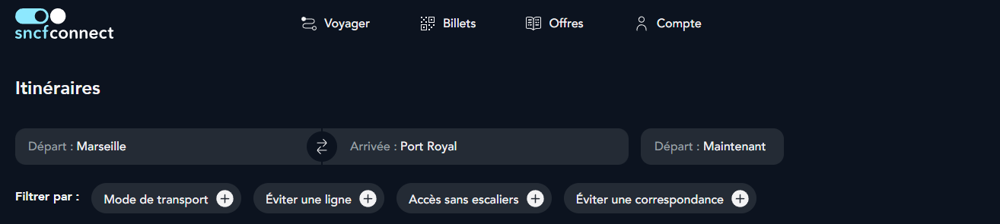 sncfconnect
Voyager Billets Offres Compte
Itinéraires
Départ : Marseille Arrivée : Port Royal Départ : Maintenant
Filtrer par : Mode de transport Éviter une ligne Accès sans escaliers Éviter une correspondance